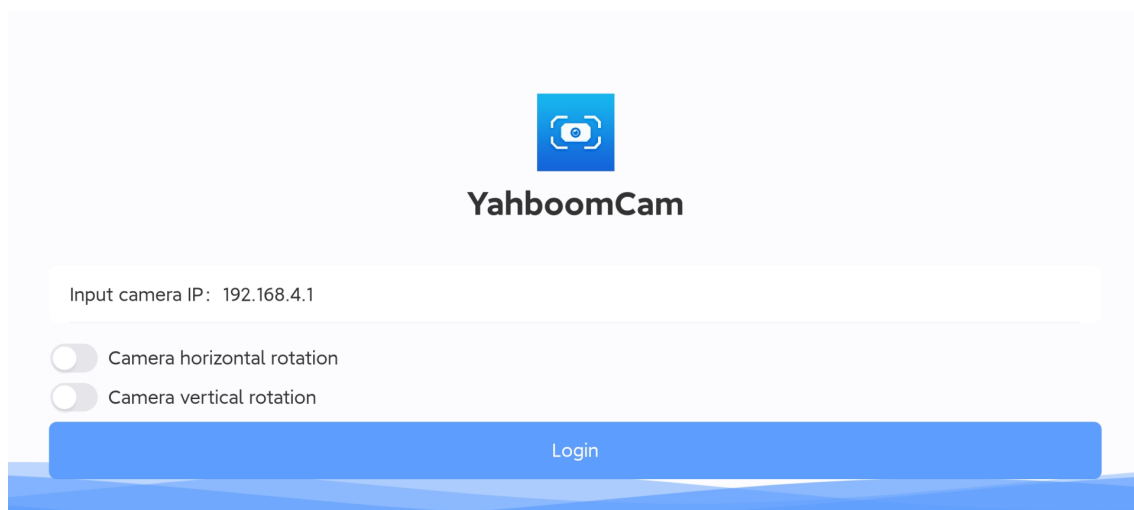 YahboomCam
Input camera IP: 192.168.4.1
Camera horizontal rotation
Camera vertical rotation
Login